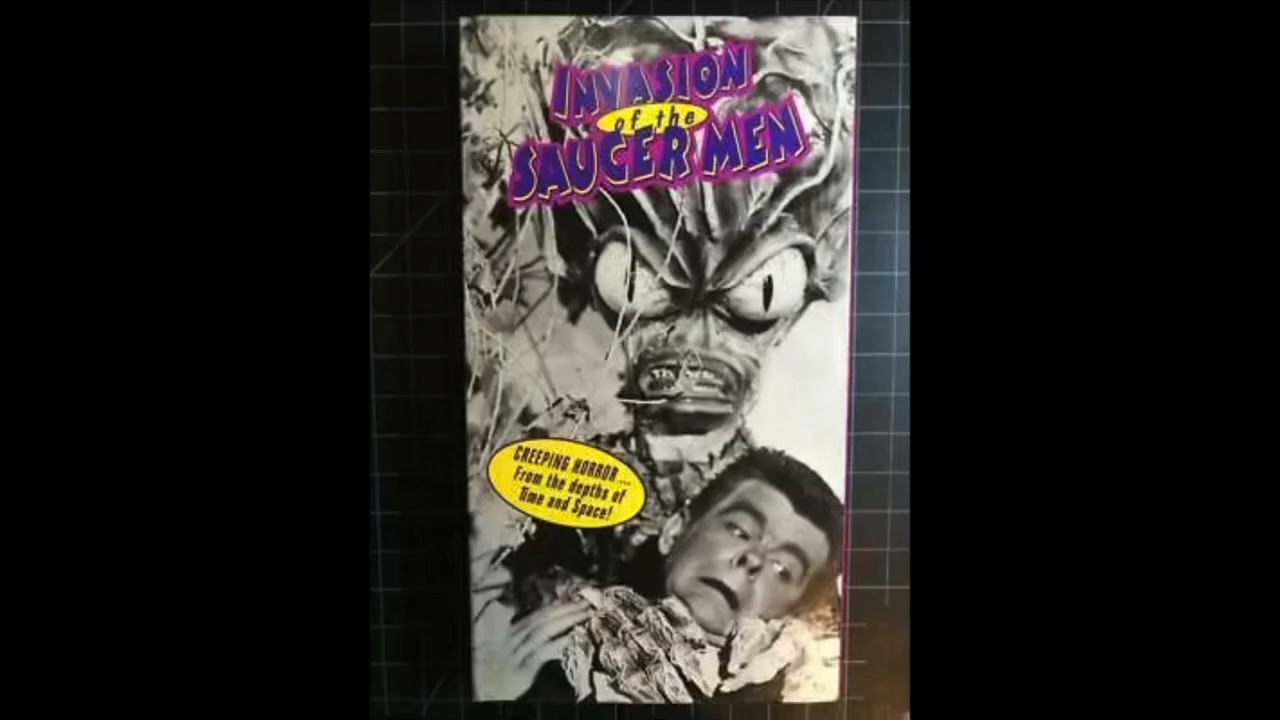 INVASION
of the
SAUCER MEN
CREEPING HORROR....
From the depths of
Time and Space!